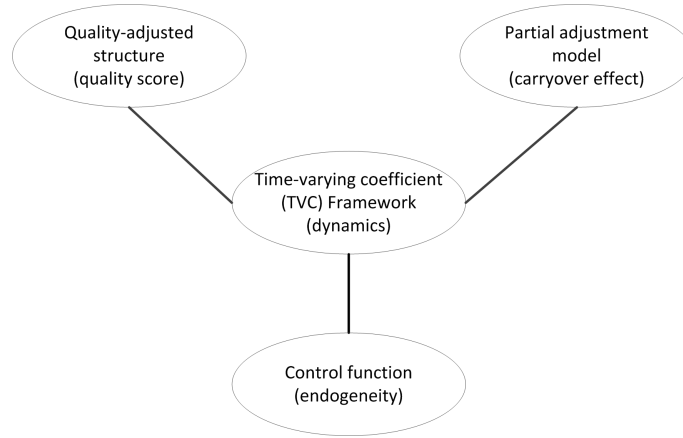 Quality-adjusted
structure
(quality score)
Partial adjustment
model
(carryover effect)
Time-varying coefficient
(TVC) Framework
(dynamics)
Control function
(endogeneity)